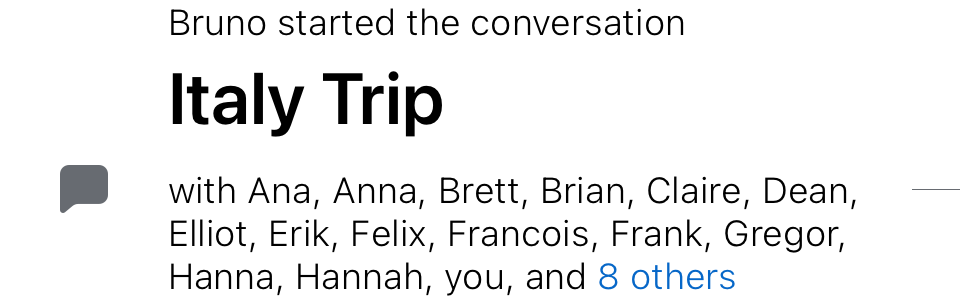 Bruno started the conversation
Italy Trip
with Ana, Anna, Brett, Brian, Claire, Dean,
Elliot, Erik, Felix, Francois, Frank, Gregor,
Hanna, Hannah, you, and 8 others